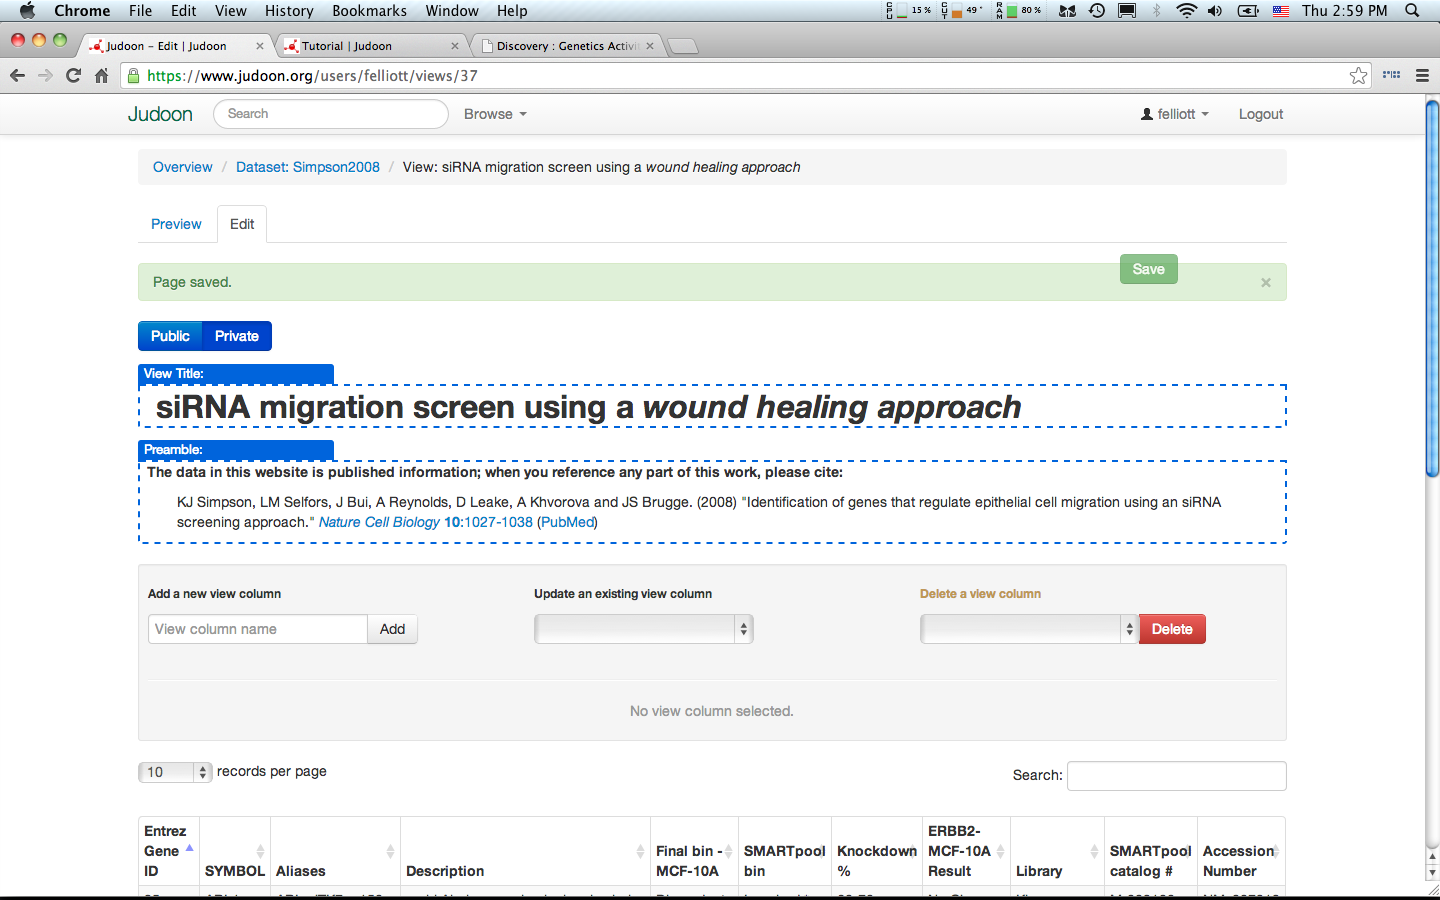 Chrome File Edit View History Bookmarks Window Help CPU 15% CUT 49° RAM 80% Thu 2:59 PM
Judoon – Edit | Judoon × Tutorial | Judoon × Discovery : Genetics Activi ×
https://www.judoon.org/users/felliott/views/37
Judoon Search Browse felliott Logout
Overview / Dataset: Simpson2008 / View: siRNA migration screen using a wound healing approach
Preview Edit
Save
Page saved. ×
Public Private
View Title:
siRNA migration screen using a wound healing approach
Preamble:
The data in this website is published information; when you reference any part of this work, please cite:
KJ Simpson, LM Selfors, J Bui, A Reynolds, D Leake, A Khvorova and JS Brugge. (2008) "Identification of genes that regulate epithelial cell migration using an siRNA
screening approach." Nature Cell Biology 10:1027-1038 (PubMed)
Add a new view column Update an existing view column Delete a view column
View column name Add Delete
No view column selected.
10 records per page Search:
Entrez Gene ID
SYMBOL
Aliases
Description
Final bin - MCF-10A
SMARTpool bin
Knockdown %
ERBB2- MCF-10A Result
Library
SMARTpool catalog #
Accession Number